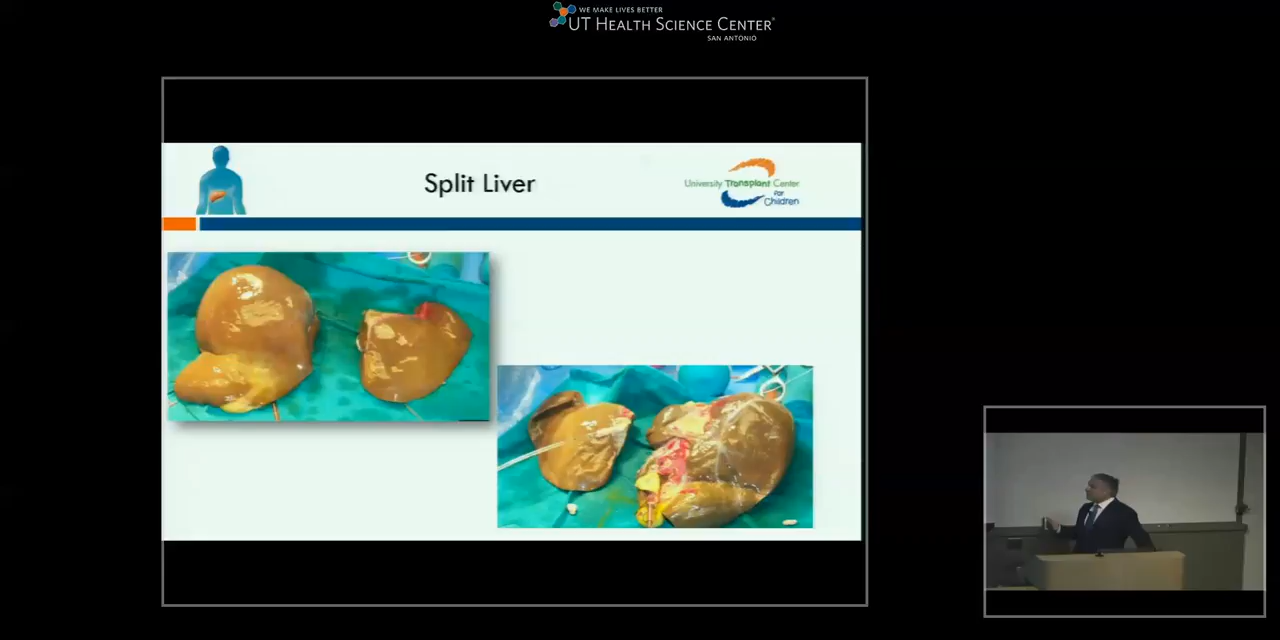 WE MAKE LIVES BETTER
UT HEALTH SCIENCE CENTER®
SAN ANTONIO
Split Liver
University Transplant Center
for
Children